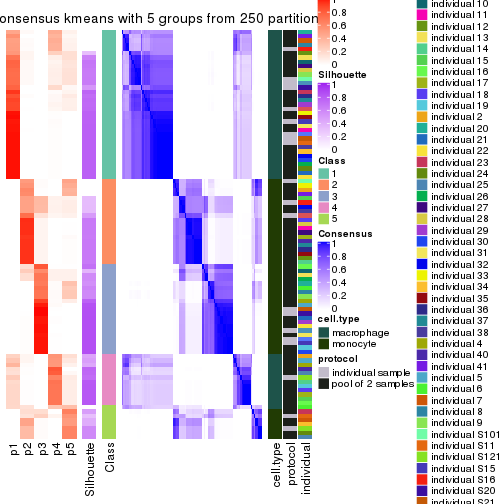 onsensus kmeans with 5 groups from 250 partition
p1
p2
p3
p4
p5
Silhouette
Class
cell.type
protocol
individual
0.8
0.6
0.4
0.2
0
Silhouette
1
0.8
0.6
0.4
0.2
0
Class
1
2
3
4
5
Consensus
1
0.8
0.6
0.4
0.2
0
cell.type
macrophage
monocyte
protocol
individual sample
pool of 2 samples
individual 10
individual 11
individual 12
individual 13
individual 14
individual 15
individual 16
individual 17
individual 18
individual 19
individual 2
individual 20
individual 21
individual 22
individual 23
individual 24
individual 25
individual 26
individual 27
individual 28
individual 29
individual 30
individual 31
individual 32
individual 33
individual 34
individual 35
individual 36
individual 37
individual 38
individual 4
individual 40
individual 41
individual 5
individual 6
individual 7
individual 8
individual 9
individual S101
individual S11
individual S121
individual S15
individual S16
individual S20
individual S21